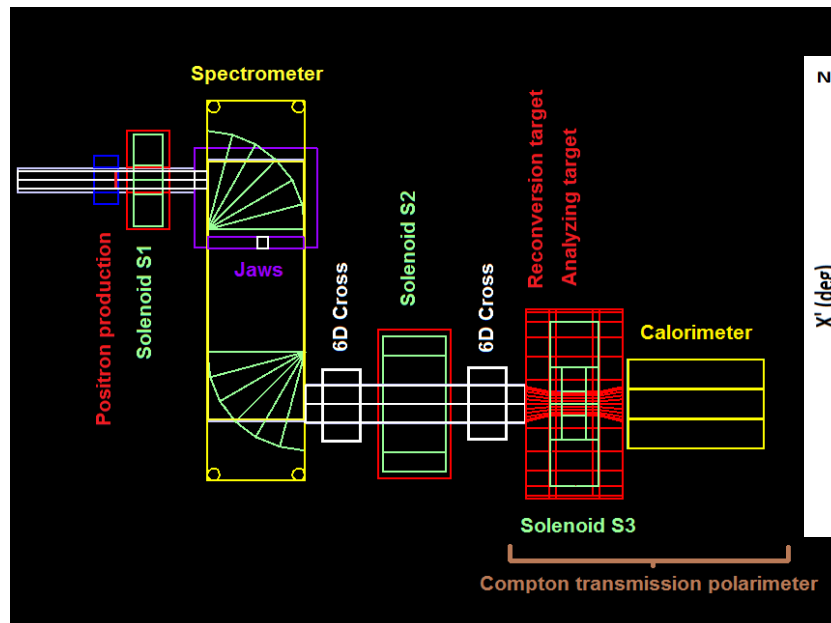 Spectrometer
Positron production
Solenoid S1
Jaws
6D Cross
Solenoid S2
6D Cross
Reconversion target
Analyzing target
Calorimeter
Solenoid S3
Compton transmission polarimeter
2
X' (deg)